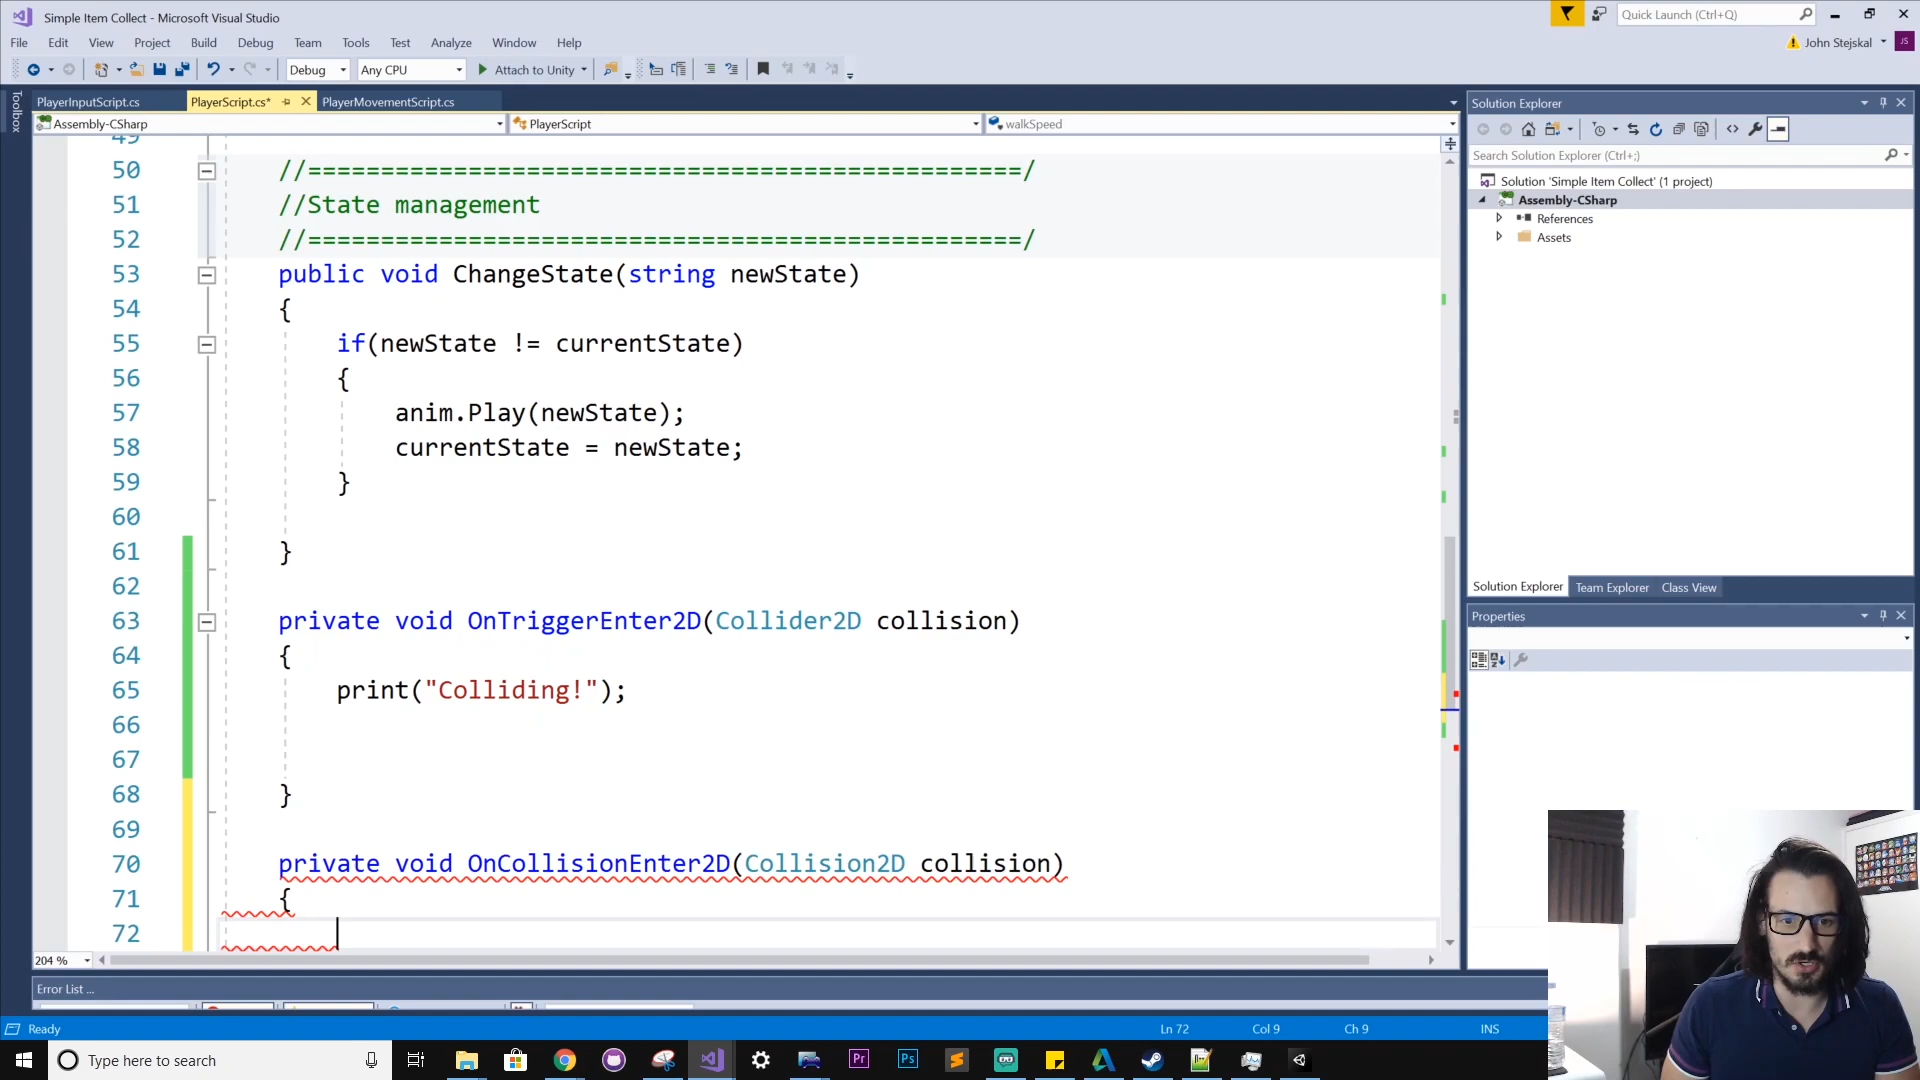 Simple Item Collect - Microsoft Visual Studio
Quick Launch (Ctrl+Q)
File Edit View Project Build Debug Team Tools Test Analyze Window Help
John Stejskal JS
Debug Any CPU Attach to Unity
Toolbox
PlayerInputScript.cs PlayerScript.cs* PlayerMovementScript.cs
Assembly-CSharp PlayerScript walkSpeed
49
50 //=================================================/
51 //State management
52 //=================================================/
53 public void ChangeState(string newState)
54 {
55 if(newState != currentState)
56 {
57 anim.Play(newState);
58 currentState = newState;
59 }
60
61 }
62
63 private void OnTriggerEnter2D(Collider2D collision)
64 {
65 print("Colliding!");
66
67
68 }
69
70 private void OnCollisionEnter2D(Collision2D collision)
71 {
72
204 %
Error List ...
Ready Ln 72 Col 9 Ch 9 INS
Solution Explorer
Search Solution Explorer (Ctrl+;)
Solution 'Simple Item Collect' (1 project)
Assembly-CSharp
References
Assets
Solution Explorer Team Explorer Class View
Properties
Type here to search
Pr Ps